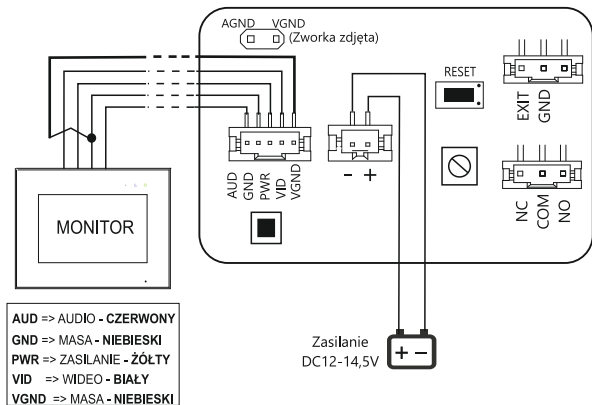 AGND VGND
(Zworka zdjęta)
RESET
EXIT
GND
AUD
GND
PWR
VID
VGND
- +
NC
COM
NO
MONITOR
AUD => AUDIO - CZERWONY
GND => MASA - NIEBIESKI
PWR => ZASILANIE - ŻÓŁTY
VID => WIDEO - BIAŁY
VGND => MASA - NIEBIESKI
Zasilanie
DC12-14,5V
+ -